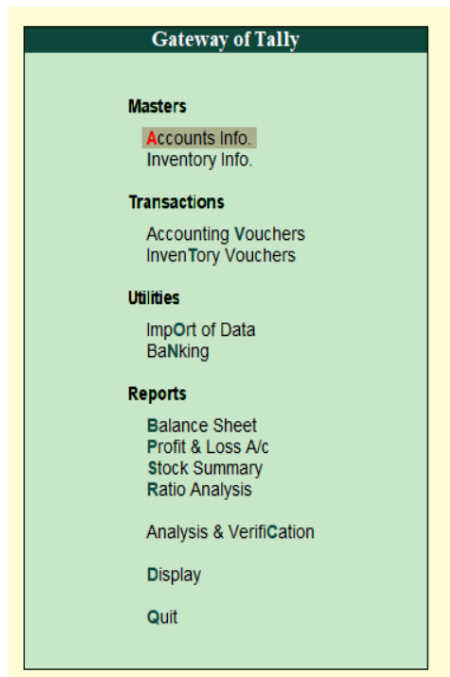 Gateway of Tally
Masters
Accounts Info.
Inventory Info.
Transactions
Accounting Vouchers
InvenTory Vouchers
Utilities
ImpOrt of Data
BaNking
Reports
Balance Sheet
Profit & Loss A/c
Stock Summary
Ratio Analysis
Analysis & VerifiCation
Display
Quit